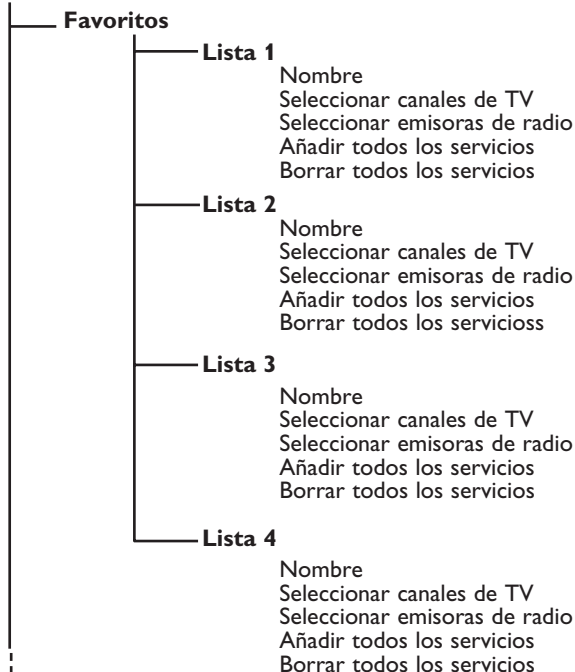 Favoritos
Lista 1
Nombre
Seleccionar canales de TV
Seleccionar emisoras de radio
Añadir todos los servicios
Borrar todos los servicios
Lista 2
Nombre
Seleccionar canales de TV
Seleccionar emisoras de radio
Añadir todos los servicios
Borrar todos los servicioss
Lista 3
Nombre
Seleccionar canales de TV
Seleccionar emisoras de radio
Añadir todos los servicios
Borrar todos los servicios
Lista 4
Nombre
Seleccionar canales de TV
Seleccionar emisoras de radio
Añadir todos los servicios
Borrar todos los servicios